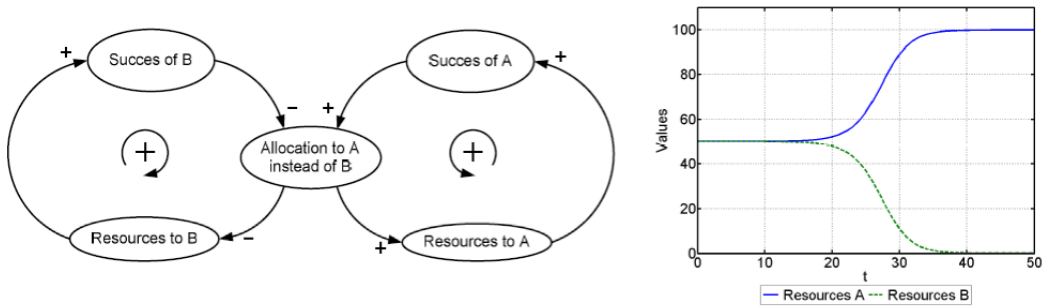 +
Succes of B
Succes of A
+
−
+
Allocation to A
instead of B
+
+
Resources to B
−
+
Resources to A
100
80
60
40
20
0
Values
0
10
20
30
40
50
t
Resources A
Resources B